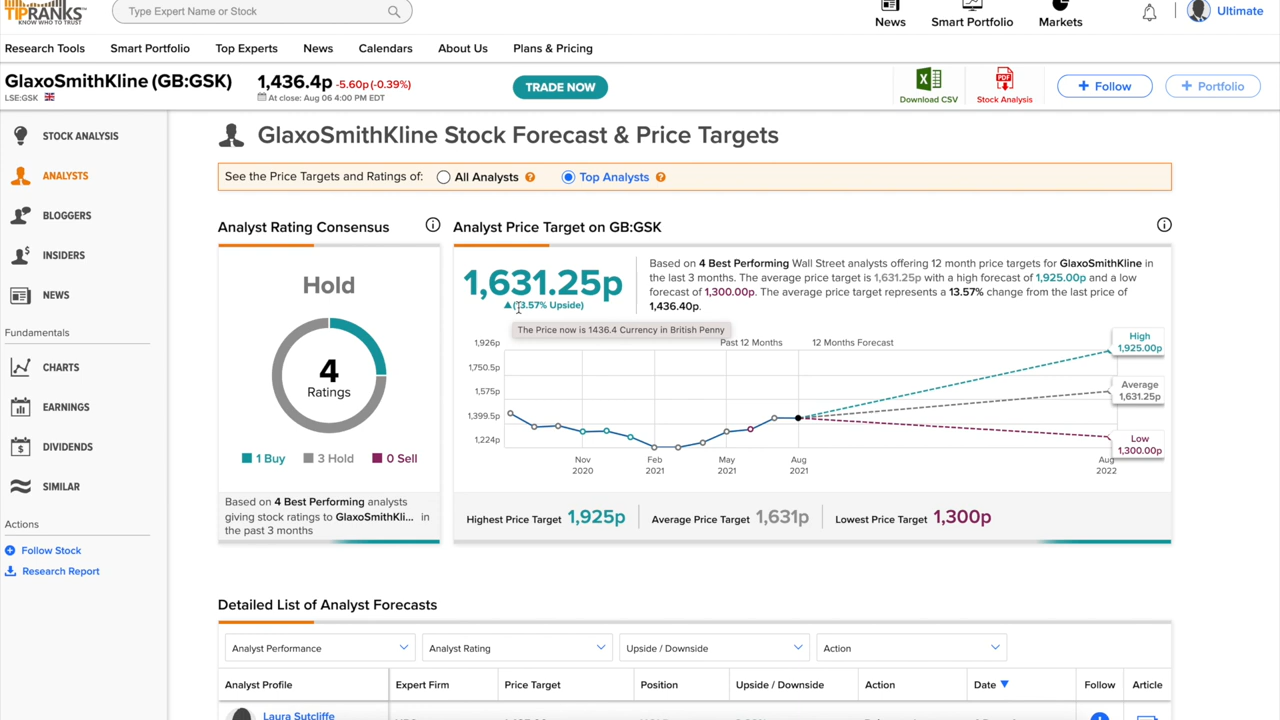 TIPRANKS™
KNOW WHO TO TRUST
Type Expert Name or Stock
News
Smart Portfolio
Markets
Ultimate
Research Tools
Smart Portfolio
Top Experts
News
Calendars
About Us
Plans & Pricing
GlaxoSmithKline (GB:GSK)
LSE:GSK
1,436.4p -5.60p (-0.39%)
At close: Aug 06 4:00 PM EDT
TRADE NOW
Download CSV
PDF
Stock Analysis
+ Follow
+ Portfolio
STOCK ANALYSIS
ANALYSTS
BLOGGERS
INSIDERS
NEWS
Fundamentals
CHARTS
EARNINGS
DIVIDENDS
SIMILAR
Actions
Follow Stock
Research Report
GlaxoSmithKline Stock Forecast & Price Targets
See the Price Targets and Ratings of:
All Analysts
Top Analysts
Analyst Rating Consensus
Hold
4
Ratings
1 Buy
3 Hold
0 Sell
Based on 4 Best Performing analysts
giving stock ratings to GlaxoSmithKli... in
the past 3 months
Analyst Price Target on GB:GSK
1,631.25p
▲(13.57% Upside)
Based on 4 Best Performing Wall Street analysts offering 12 month price targets for GlaxoSmithKline in
the last 3 months. The average price target is 1,631.25p with a high forecast of 1,925.00p and a low
forecast of 1,300.00p. The average price target represents a 13.57% change from the last price of
1,436.40p.
The Price now is 1436.4 Currency in British Penny
Past 12 Months
12 Months Forecast
1,926p
1,750.5p
1,575p
1,399.5p
1,224p
Nov
2020
Feb
2021
May
2021
Aug
2021
Aug
2022
High
1,925.00p
Average
1,631.25p
Low
1,300.00p
Highest Price Target 1,925p
Average Price Target 1,631p
Lowest Price Target 1,300p
Detailed List of Analyst Forecasts
Analyst Performance
Analyst Rating
Upside / Downside
Action
Analyst Profile
Expert Firm
Price Target
Position
Upside / Downside
Action
Date ▼
Follow
Article
Laura Sutcliffe